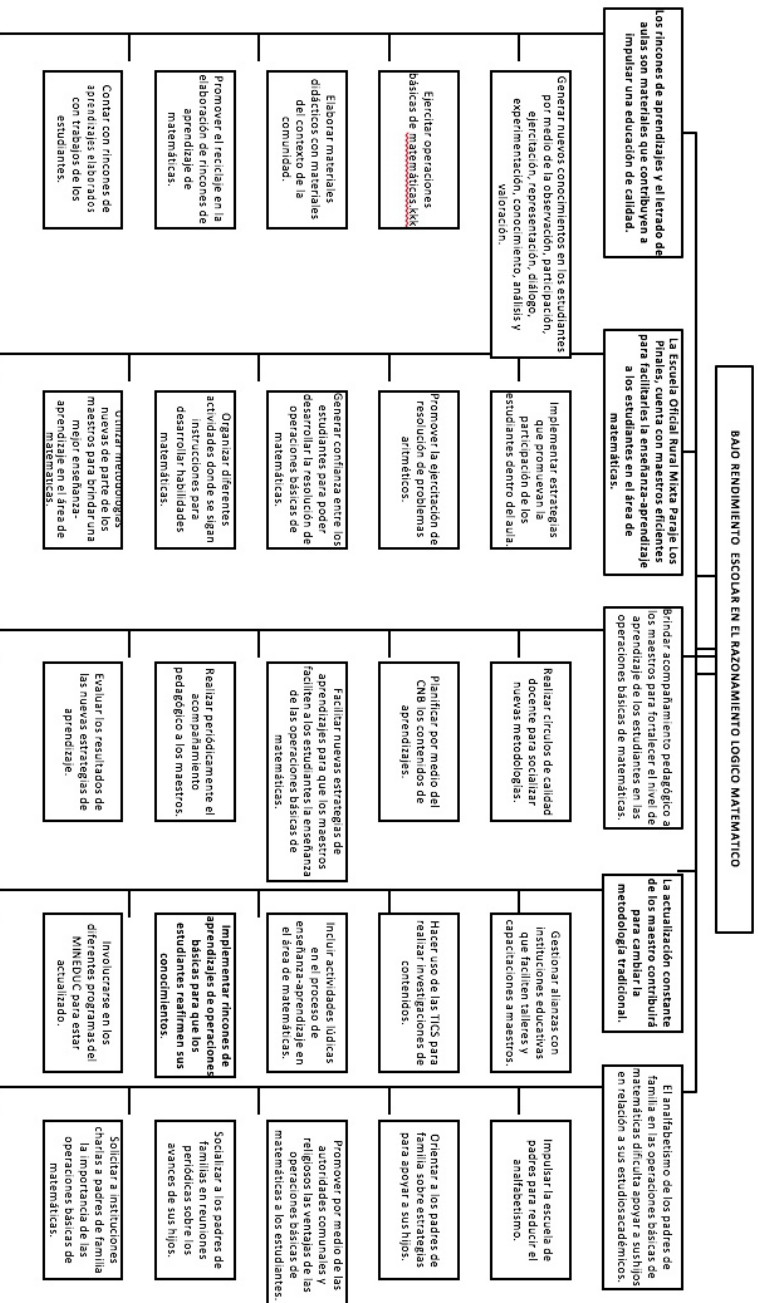 BAJO RENDIMIENTO ESCOLAR EN EL RAZONAMIENTO LOGICO MATEMATICO
Los rincones de aprendizajes y el letrado de
aulas son materiales que contribuyen a
impulsar una educación de calidad.
Generar nuevos conocimientos en los estudiantes
por medio de la observación, participación,
ejercitación, representación, diálogo,
experimentación, conocimiento, análisis y
valoración.
Ejercitar operaciones
básicas de matemáticas.kkk
Elaborar materiales
didácticos con materiales
del contexto de la
comunidad.
Promover el reciclaje en la
elaboración de rincones de
aprendizaje de
matemáticas.
Contar con rincones de
aprendizajes elaborados
con trabajos de los
estudiantes.
La Escuela Oficial Rural Mixta Paraje Los
Pinales, cuenta con maestros eficientes
para facilitarles la enseñanza-aprendizaje
a los estudiantes en el área de
matemáticas.
Implementar estrategias
que promuevan la
participación de los
estudiantes dentro del aula.
Promover la ejercitación de
resolución de problemas
aritméticos.
Generar confianza entre los
estudiantes para poder
desarrollar la resolución de
operaciones básicas de
matemáticas.
Organizar diferentes
actividades donde se sigan
instrucciones para
desarrollar habilidades
matemáticas.
Utilizar metodologías
nuevas de parte de los
maestros para brindar una
mejor enseñanza-
aprendizaje en el área de
matemáticas.
Brindar acompañamiento pedagógico a
los maestros para fortalecer el nivel de
aprendizaje de los estudiantes en las
operaciones básicas de matemáticas.
Realizar círculos de calidad
docente para socializar
nuevas metodologías.
Planificar por medio del
CNB los contenidos de
aprendizajes.
Facilitar nuevas estrategias de
aprendizajes para que los maestros
faciliten a los estudiantes la enseñanza
de las operaciones básicas de
matemáticas.
Realizar periódicamente el
acompañamiento
pedagógico a los maestros.
Evaluar los resultados de
las nuevas estrategias de
aprendizaje.
La actualización constante
de los maestro contribuirá
para cambiar la
metodología tradicional.
Gestionar alianzas con
instituciones educativas
que faciliten talleres y
capacitaciones a maestros.
Hacer uso de las TICS para
realizar investigaciones de
contenidos.
Incluir actividades lúdicas
en el proceso de
enseñanza-aprendizaje en
el área de matemáticas.
Implementar rincones de
aprendizajes de operaciones
básicas para que los
estudiantes reafirmen sus
conocimientos.
Involucrarse en los
diferentes programas del
MINEDUC para estar
actualizado.
El analfabetismo de los padres de
familia en las operaciones básicas de
matemáticas dificulta apoyar a sus hijos
en relación a sus estudios académicos.
Impulsar la escuela de
padres para reducir el
analfabetismo.
Orientar a los padres de
familia sobre estrategias
para apoyar a sus hijos.
Promover por medio de las
autoridades comunales y
religiosos las ventajas de las
operaciones básicas de
matemáticas a los estudiantes.
Socializar a los padres de
familias en reuniones
periódicas sobre los
avances de sus hijos.
Solicitar a instituciones
charlas a padres de familia
la importancia de las
operaciones básicas de
matemáticas.